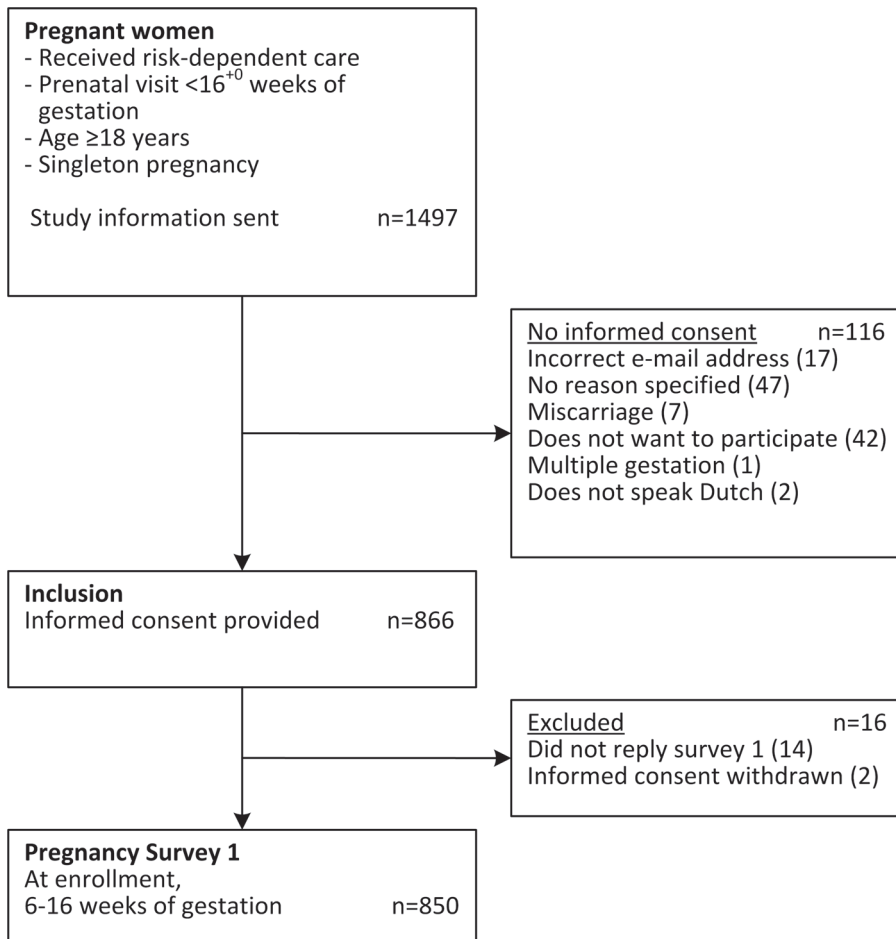 Pregnant women
- Received risk-dependent care
- Prenatal visit <16⁺⁰ weeks of
gestation
- Age ≥18 years
- Singleton pregnancy
Study information sent n=1497
No informed consent n=116
Incorrect e-mail address (17)
No reason specified (47)
Miscarriage (7)
Does not want to participate (42)
Multiple gestation (1)
Does not speak Dutch (2)
Inclusion
Informed consent provided n=866
Excluded n=16
Did not reply survey 1 (14)
Informed consent withdrawn (2)
Pregnancy Survey 1
At enrollment,
6-16 weeks of gestation n=850